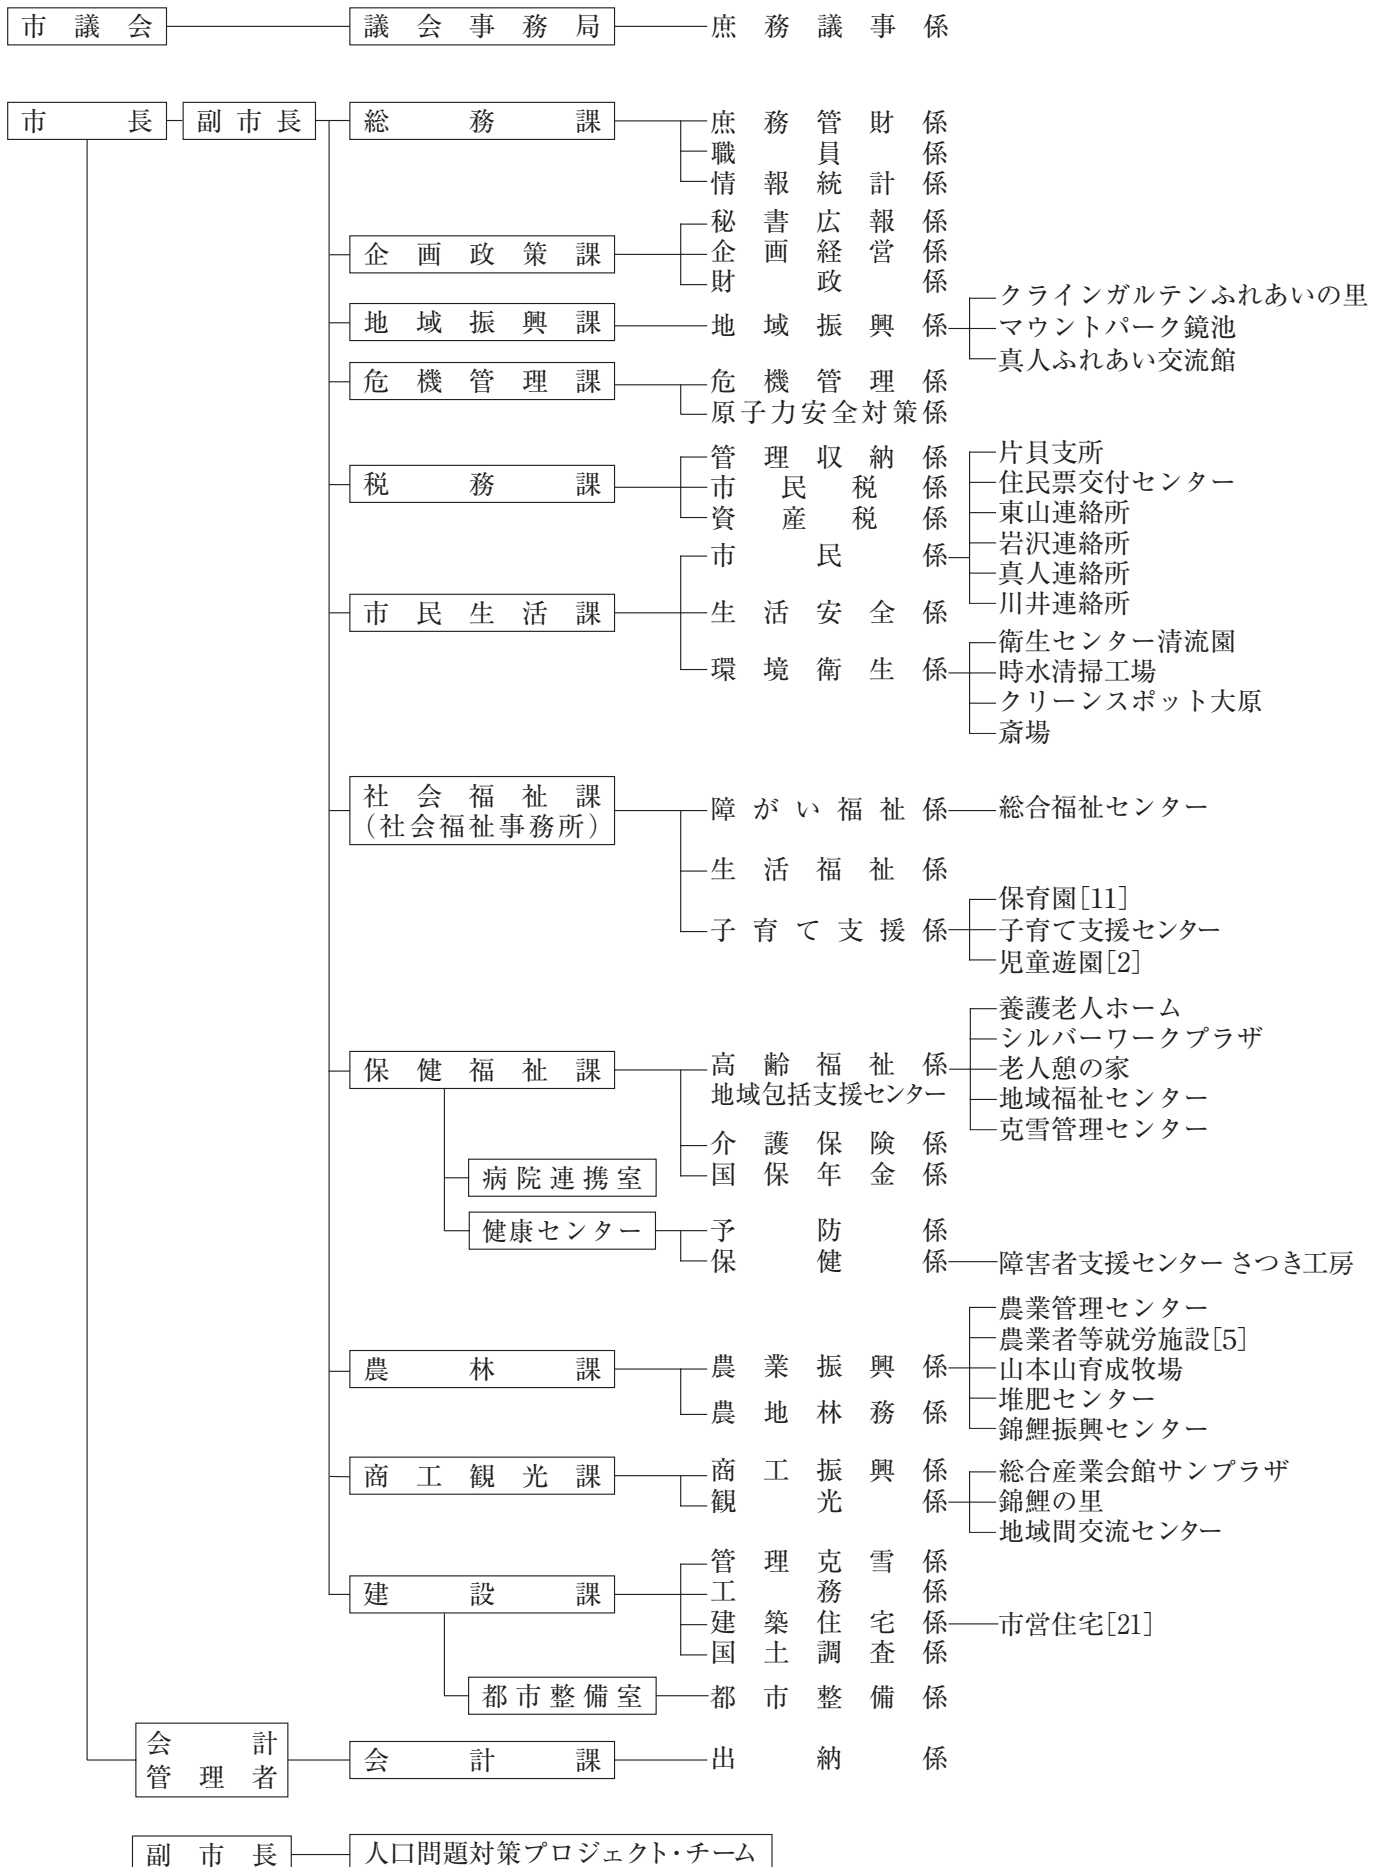 市議会 議会事務局 庶務議事係
市長 副市長 総務課 庶務管財係
職員係
情報統計係
秘書広報係
企画政策課 企画経営係
財政係
クラインガルテンふれあいの里
地域振興課 地域振興係 マウントパーク鏡池
真人ふれあい交流館
危機管理課 危機管理係
原子力安全対策係
管理収納係 片貝支所
税務課 市民税係 住民票交付センター
資産税係 東山連絡所
岩沢連絡所
市民係
真人連絡所
川井連絡所
市民生活課 生活安全係
衛生センター清流園
環境衛生係 時水清掃工場
クリーンスポット大原
斎場
社会福祉課
(社会福祉事務所)
障がい福祉係 総合福祉センター
生活福祉係
保育園[11]
子育て支援係 子育て支援センター
児童遊園[2]
養護老人ホーム
シルバーワークプラザ
保健福祉課 高齢福祉係 老人憩の家
地域包括支援センター 地域福祉センター
克雪管理センター
介護保険係
病院連携室 国保年金係
健康センター 予防係
保健係 障害者支援センター さつき工房
農業管理センター
農業者等就労施設[5]
農林課 農業振興係 山本山育成牧場
堆肥センター
農地林務係 錦鯉振興センター
商工観光課 商工振興係 総合産業会館サンプラザ
観光係 錦鯉の里
地域間交流センター
管理克雪係
建設課 工務係
建築住宅係 市営住宅[21]
国土調査係
都市整備室 都市整備係
会計
管理者
会計課 出納係
副市長 人口問題対策プロジェクト・チーム